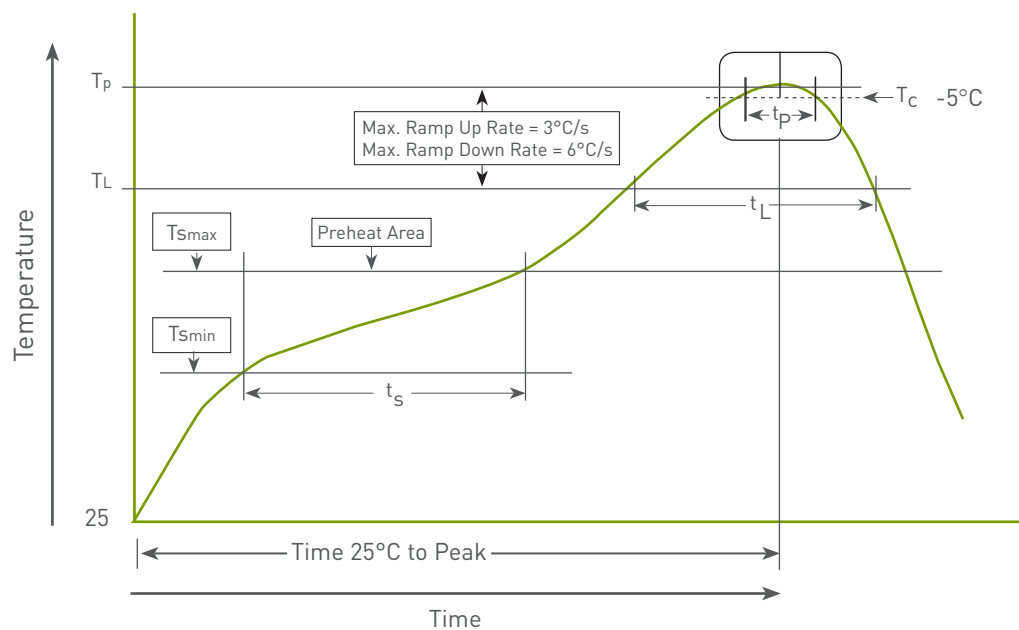 Tp
Tc -5°C
tP
Max. Ramp Up Rate = 3°C/s
Max. Ramp Down Rate = 6°C/s
TL
tL
Tsmax
Preheat Area
Temperature
Tsmin
ts
25
Time 25°C to Peak
Time